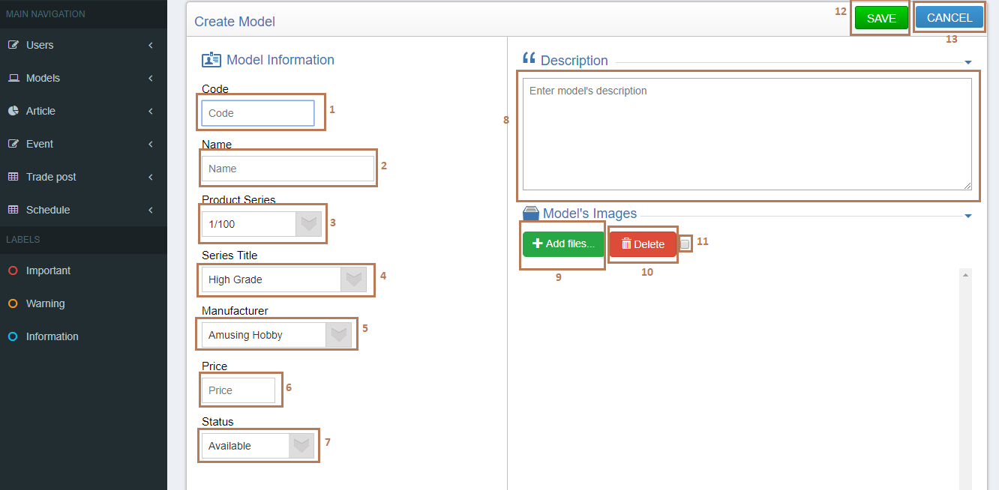 MAIN NAVIGATION
Users
Models
Article
Event
Trade post
Schedule
LABELS
Important
Warning
Information
Create Model
12
SAVE
CANCEL
13
Model Information
Code
Code
1
Name
Name
2
Product Series
1/100
3
Series Title
High Grade
4
Manufacturer
Amusing Hobby
5
Price
Price
6
Status
Available
7
Description
Enter model's description
8
Model's Images
Add files...
Delete
11
9
10